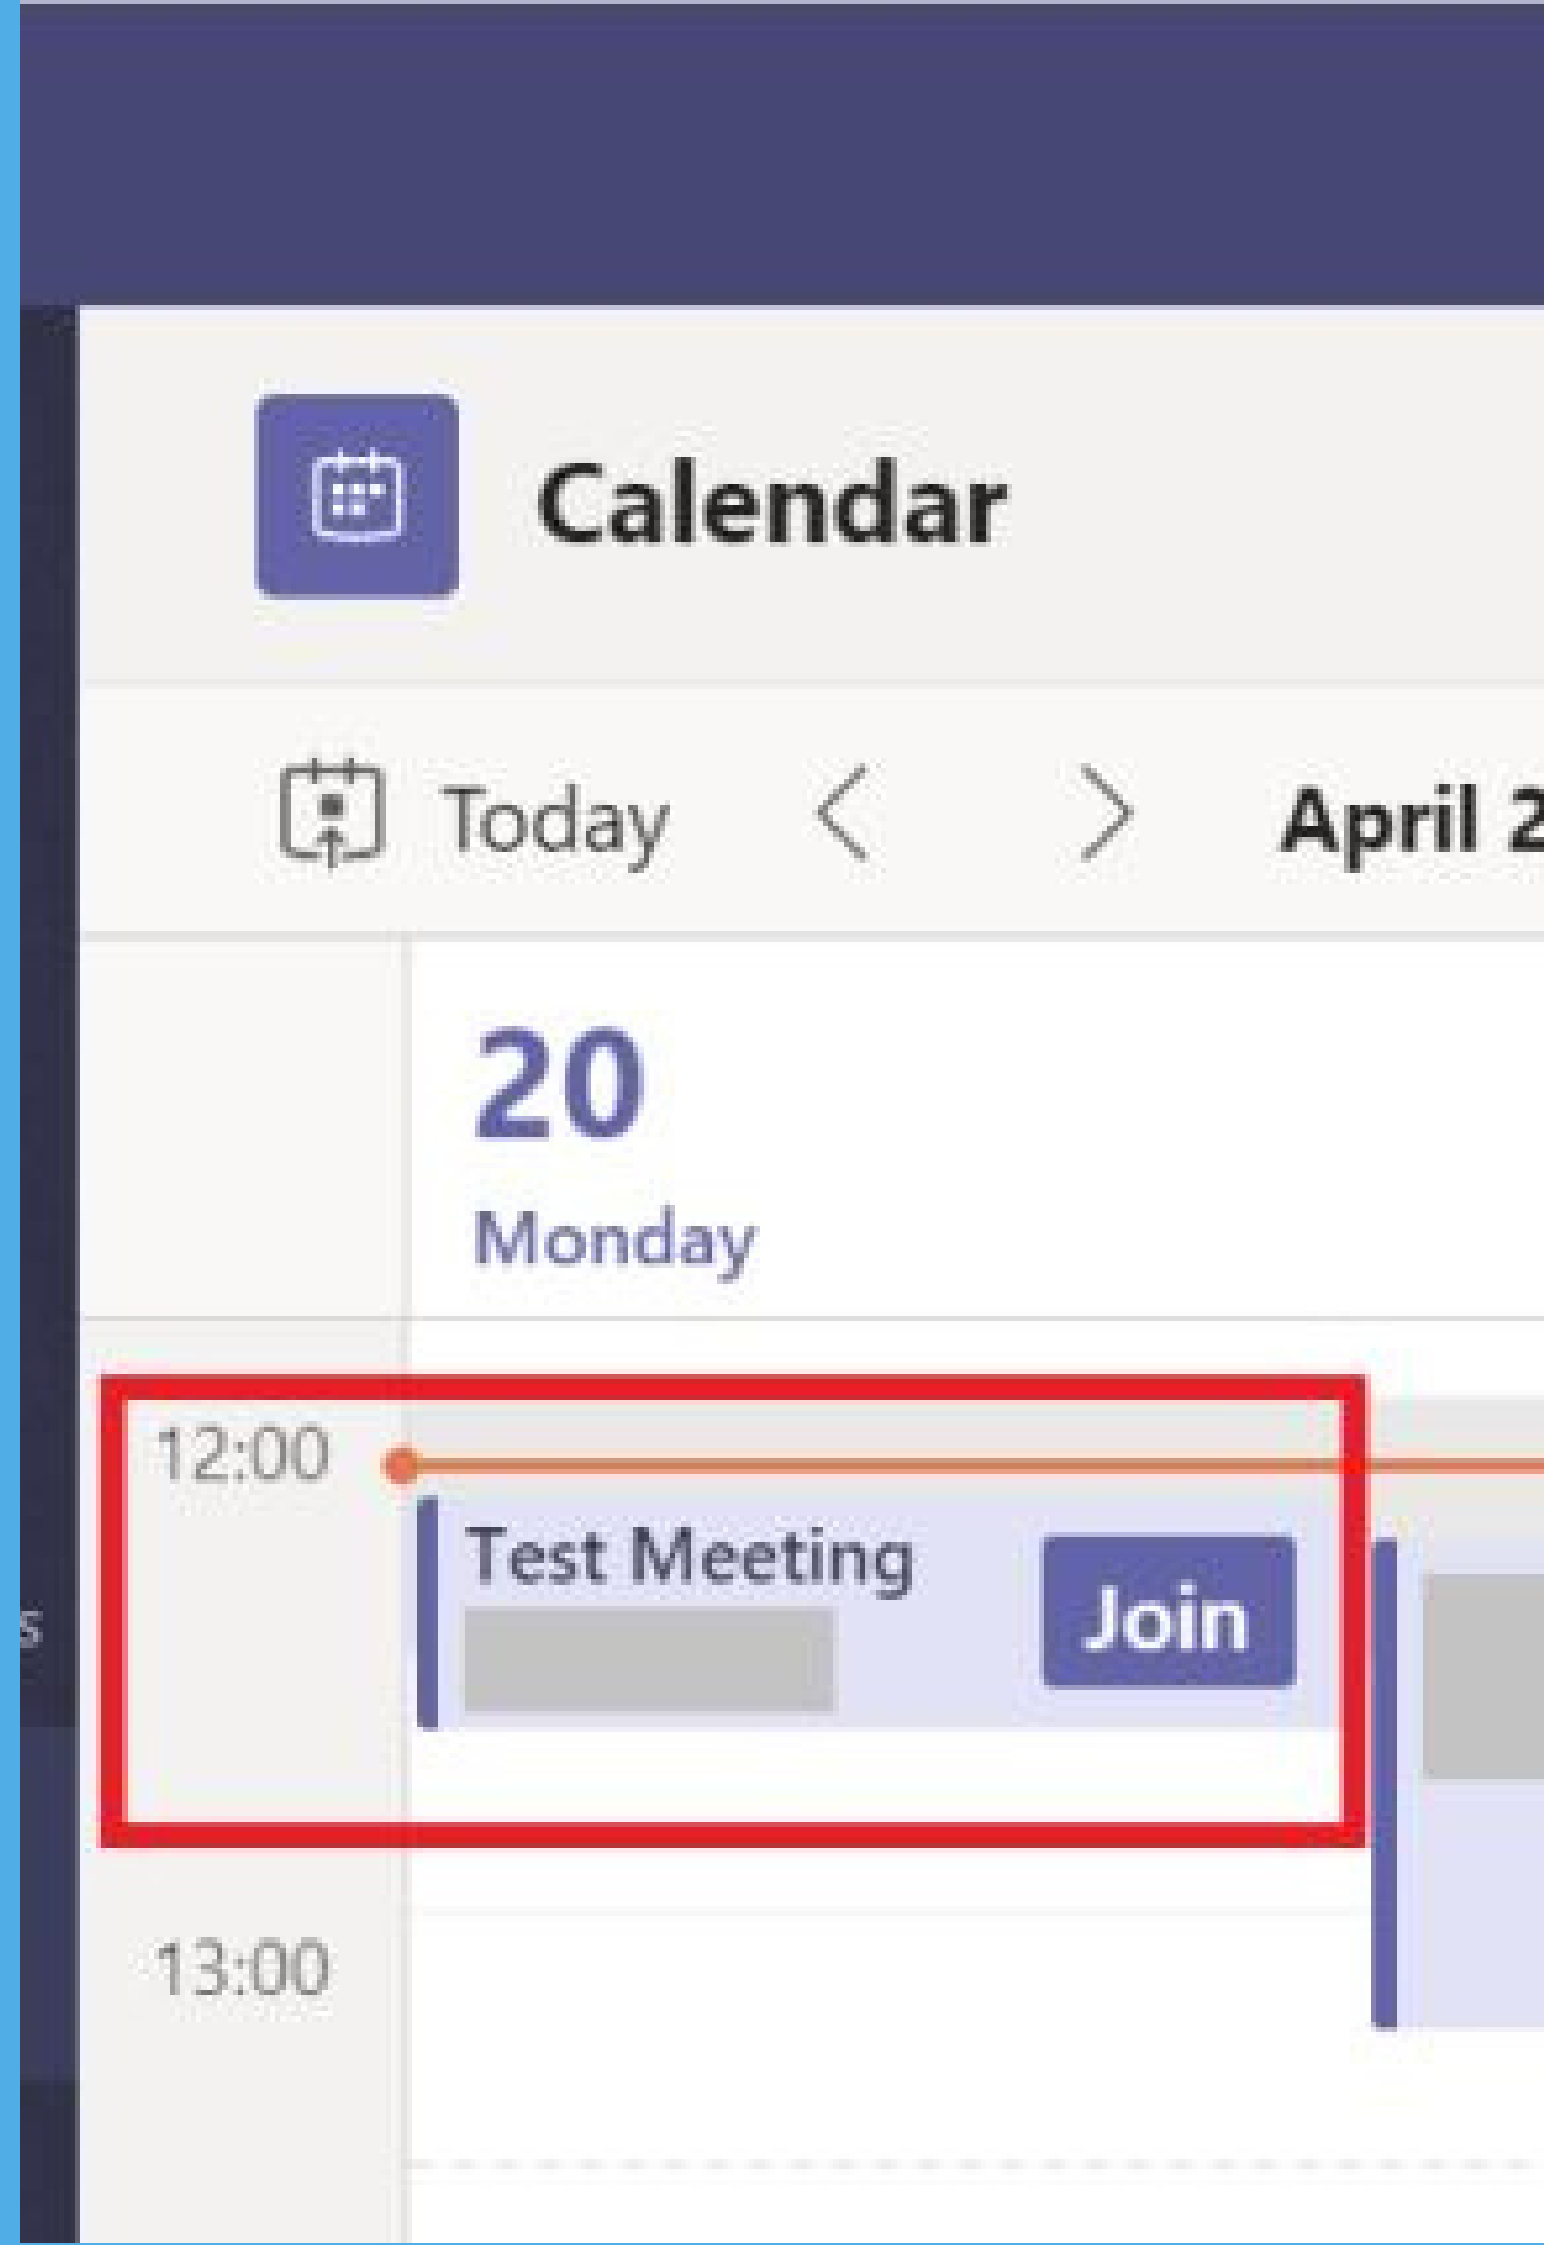 Calendar
Today
April 2
20
Monday
12:00
Test Meeting
Join
s
13:00